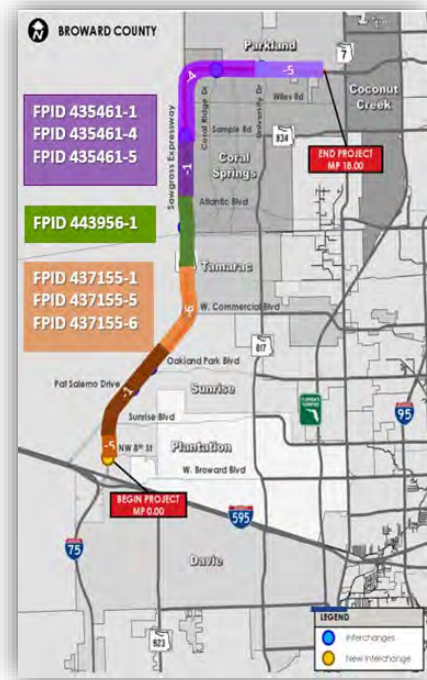 N
BROWARD COUNTY
Parkland
7
-5
-4
Coconut
Creek
Wiles Rd
Coral Ridge Dr
University Dr
FPID 435461-1
FPID 435461-4
FPID 435461-5
Sawgrass Expressway
Sample Rd
834
END PROJECT
MP 18.00
-1
Coral
Springs
Atlantic Blvd
FPID 443956-1
Tamarac
FPID 437155-1
FPID 437155-5
FPID 437155-6
-6
W. Commercial Blvd
817
Oakland Park Blvd
Pat Salerno Drive
-1
Sunrise
95
Sunrise Blvd
Plantation
-5
NW 8th St
W. Broward Blvd
BEGIN PROJECT
MP 0.00
595
75
Davie
823
LEGEND
Interchanges
New Interchange